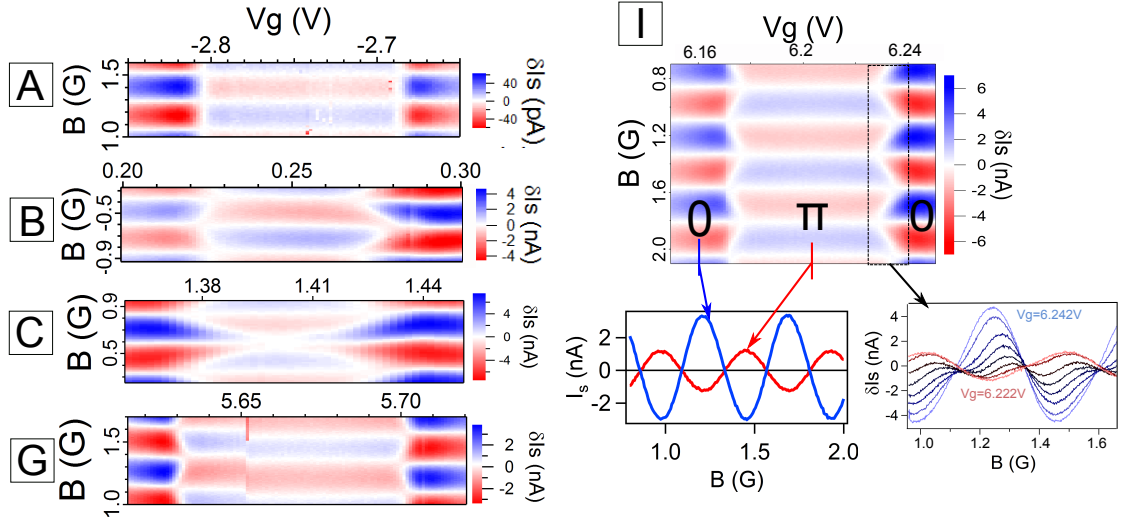 Vg (V)
-2.8 -2.7
A
B (G)
1.5
1.0
40
0
-40
δIs (pA)
0.20 0.25 0.30
B
B (G)
-0.5
-0.9
4
2
0
-2
-4
δIs (nA)
1.38 1.41 1.44
C
B (G)
0.9
0.5
4
0
-4
δIs (nA)
5.65 5.70
G
B (G)
1.5
1.0
2
0
-2
δIs (nA)
I
Vg (V)
6.16 6.2 6.24
B (G)
0.8
1.2
1.6
2.0
0 π 0
6
4
2
0
-2
-4
-6
δIs (nA)
Is (nA)
2
0
-2
1.0 1.5 2.0
B (G)
δIs (nA)
4
2
0
-2
-4
Vg=6.242V
Vg=6.222V
1.0 1.2 1.4 1.6
B (G)